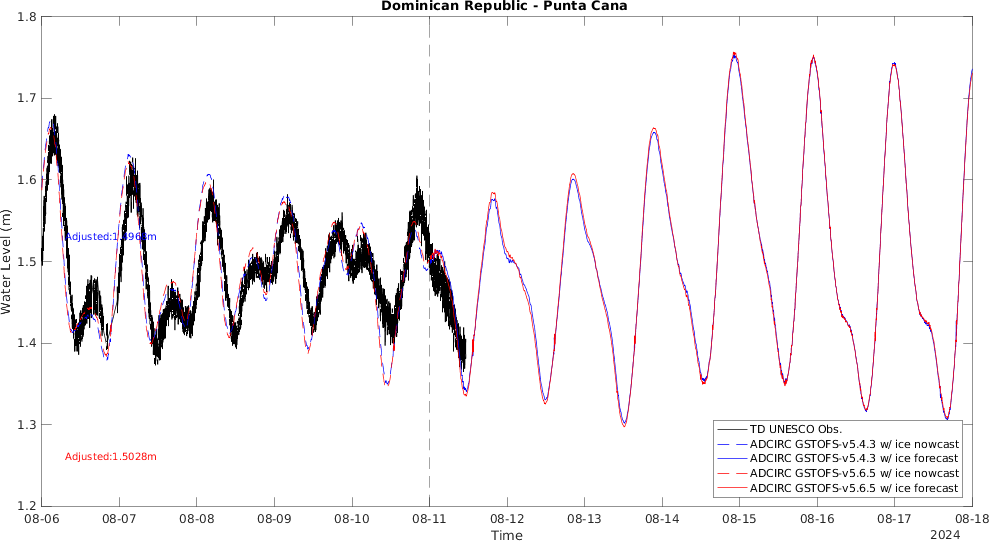 Dominican Republic - Punta Cana
1.8
1.7
1.6
1.5
1.4
1.3
1.2
Water Level (m)
Adjusted:1.4963m
Adjusted:1.5028m
TD UNESCO Obs.
ADCIRC GSTOFS-v5.4.3 w/ ice nowcast
ADCIRC GSTOFS-v5.4.3 w/ ice forecast
ADCIRC GSTOFS-v5.6.5 w/ ice nowcast
ADCIRC GSTOFS-v5.6.5 w/ ice forecast
08-06 08-07 08-08 08-09 08-10 08-11 08-12 08-13 08-14 08-15 08-16 08-17 08-18
Time
2024